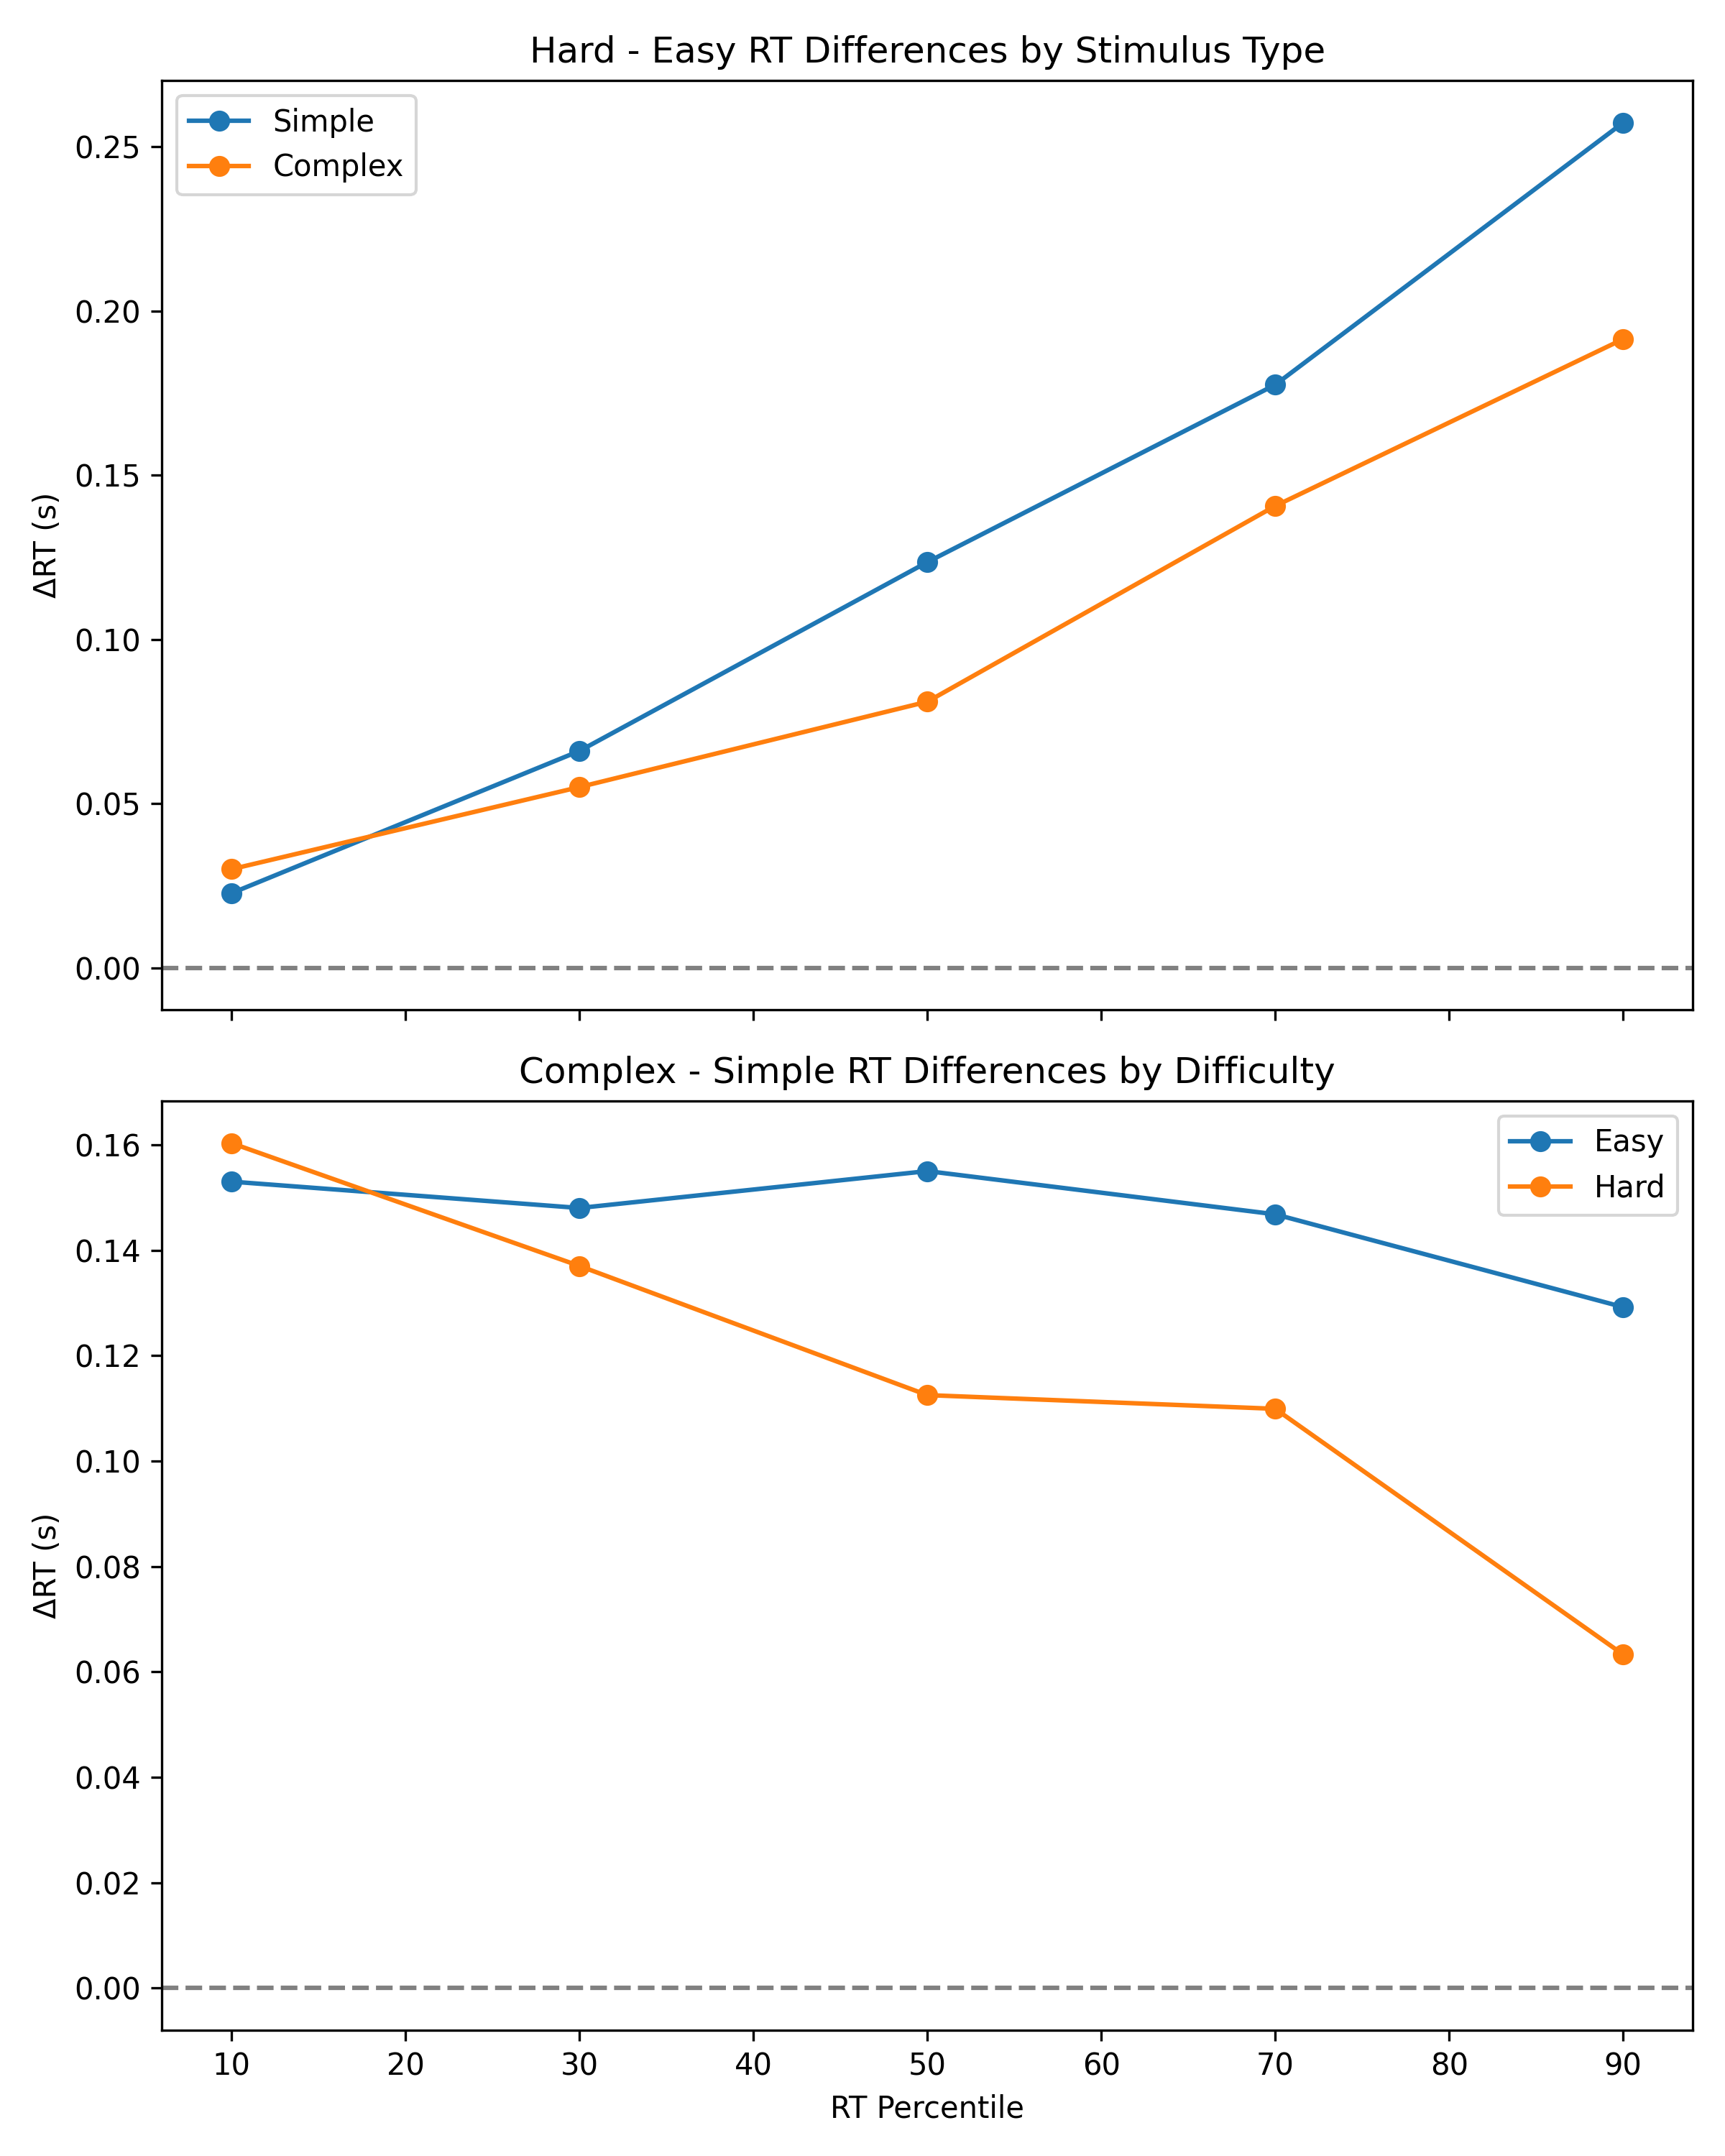 Hard - Easy RT Differences by Stimulus Type
Simple
Complex
0.25
0.20
0.15
0.10
0.05
0.00
ΔRT (s)
Complex - Simple RT Differences by Difficulty
Easy
Hard
0.16
0.14
0.12
0.10
0.08
0.06
0.04
0.02
0.00
ΔRT (s)
10 20 30 40 50 60 70 80 90
RT Percentile